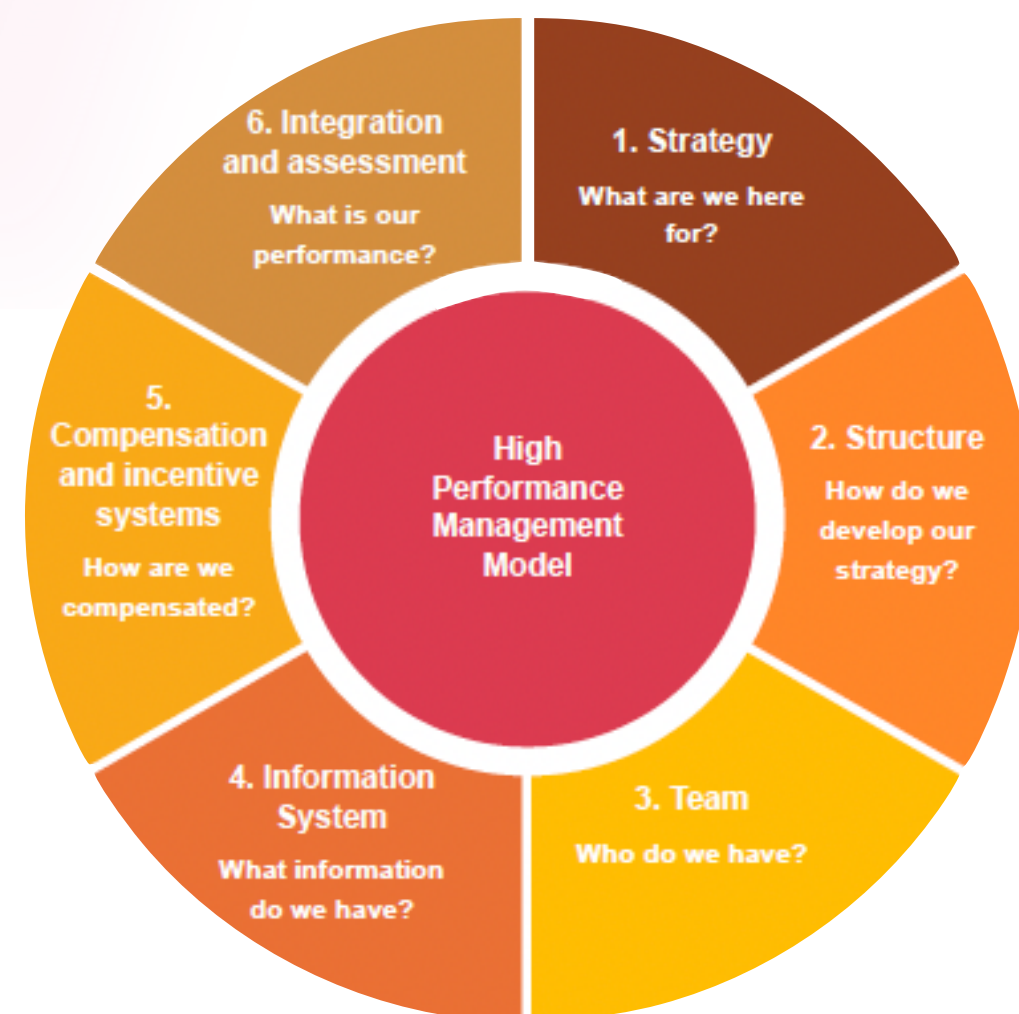 High
Performance
Management
Model
1. Strategy
What are we here
for?
2. Structure
How do we
develop our
strategy?
3. Team
Who do we have?
4. Information
System
What information
do we have?
5.
Compensation
and incentive
systems
How are we
compensated?
6. Integration
and assessment
What is our
performance?